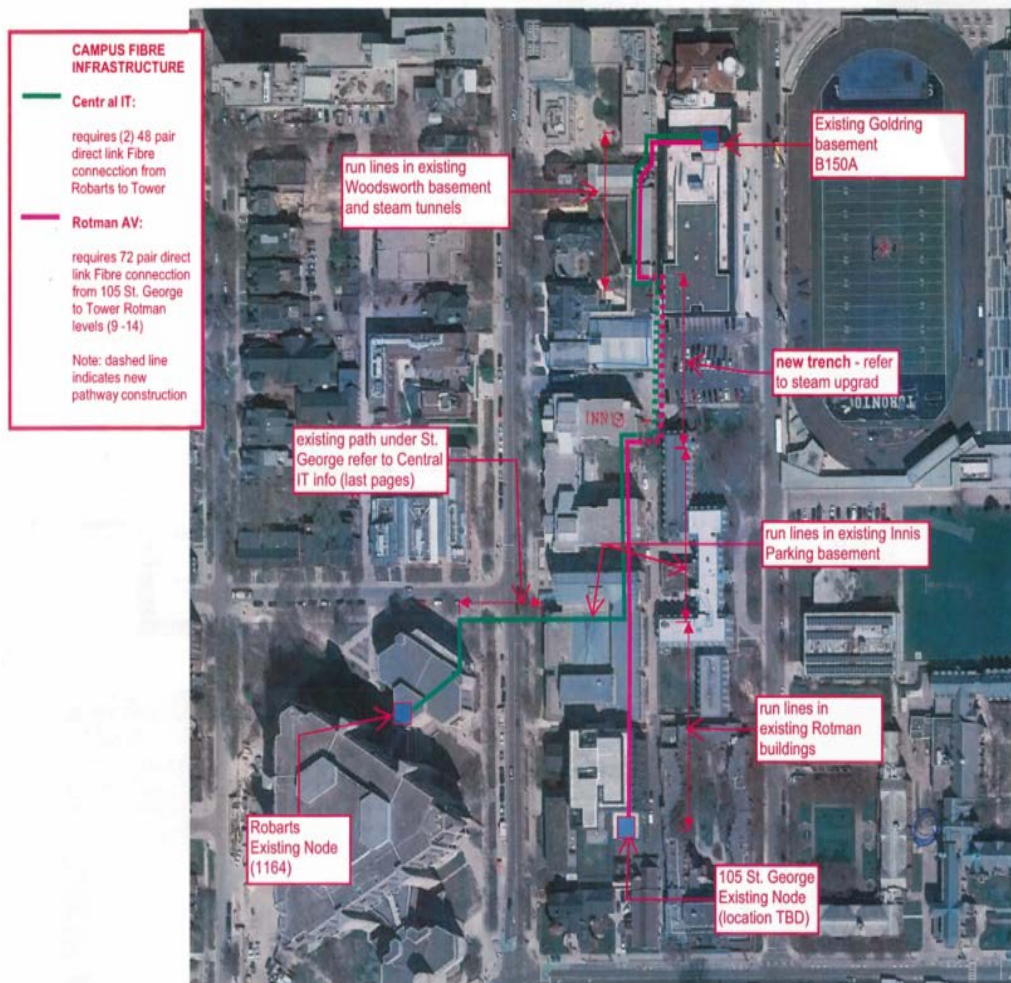 CAMPUS FIBRE
INFRASTRUCTURE
Central IT:
requires (2) 48 pair
direct link Fibre
connecction from
Robarts to Tower
Rotman AV:
requires 72 pair direct
link Fibre connecction
from 105 St. George
to Tower Rotman
levels (9 -14)
Note: dashed line
indicates new
pathway construction
run lines in existing
Woodsworth basement
and steam tunnels
Existing Goldring
basement
B150A
new trench - refer
to steam upgrad
TORONTO
INNI
existing path under St.
George refer to Central
IT info (last pages)
run lines in existing Innis
Parking basement
run lines in
existing Rotman
buildings
Robarts
Existing Node
(1164)
105 St. George
Existing Node
(location TBD)